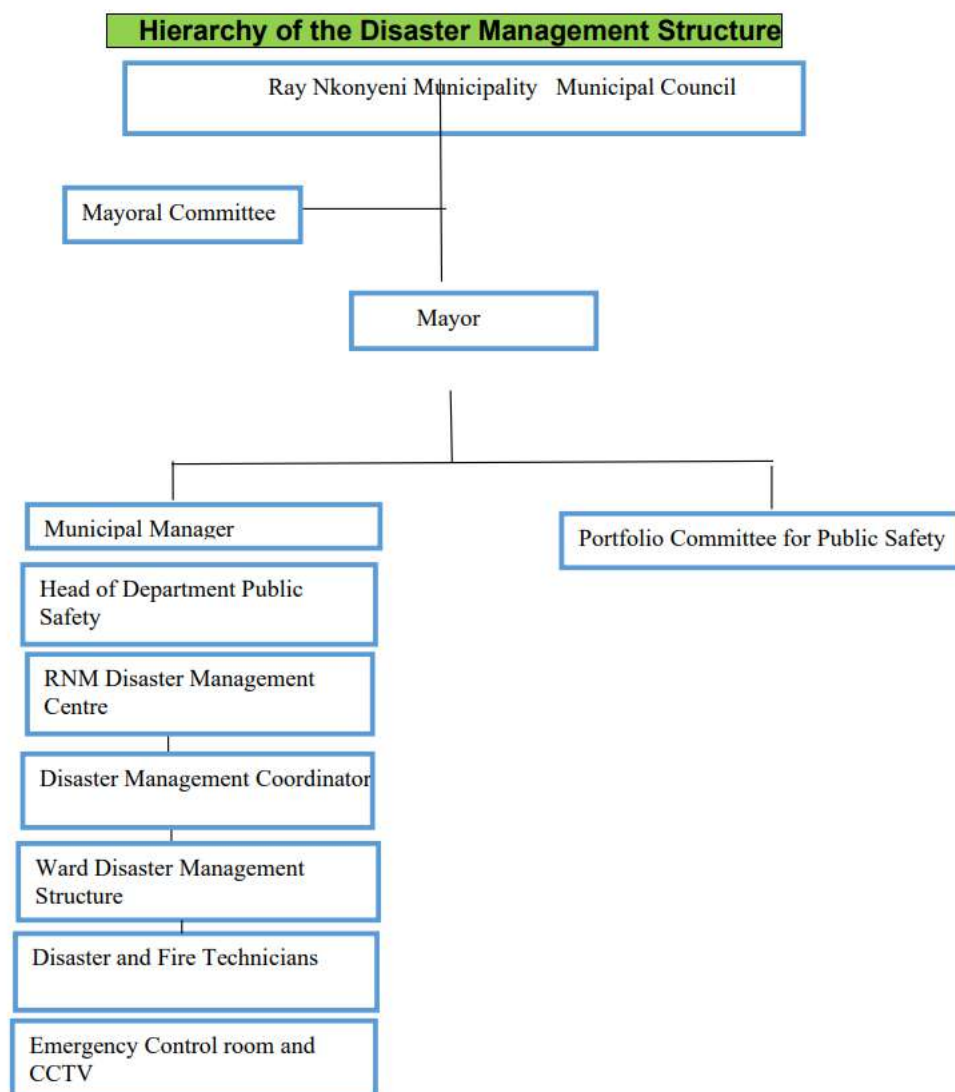 Hierarchy of the Disaster Management Structure
Ray Nkonyeni Municipality Municipal Council
Mayoral Committee
Mayor
Municipal Manager
Portfolio Committee for Public Safety
Head of Department Public
Safety
RNM Disaster Management
Centre
Disaster Management Coordinator
Ward Disaster Management
Structure
Disaster and Fire Technicians
Emergency Control room and
CCTV